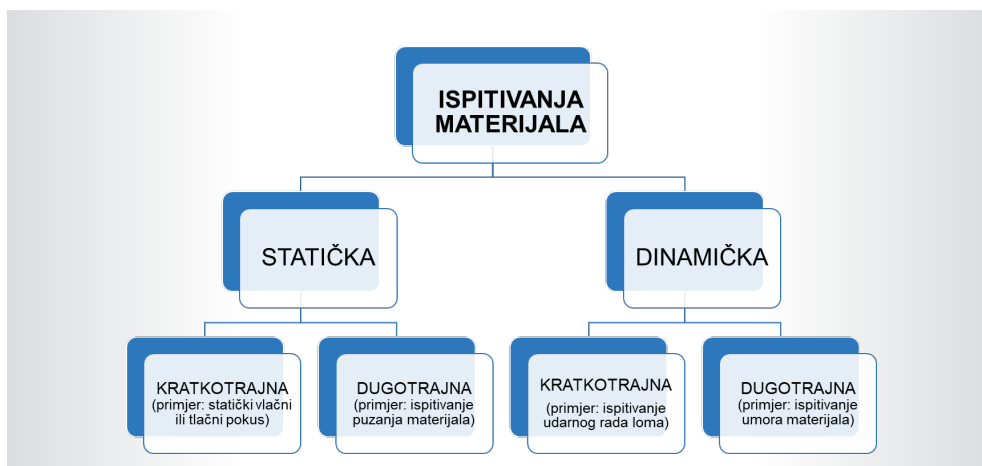 ISPITIVANJA
MATERIJALA
STATIČKA
DINAMIČKA
KRATKOTRAJNA
(primjer: statički vlačni
ili tlačni pokus)
DUGOTRAJNA
(primjer: ispitivanje
puzanja materijala)
KRATKOTRAJNA
(primjer: ispitivanje
udarnog rada loma)
DUGOTRAJNA
(primjer: ispitivanje
umora materijala)